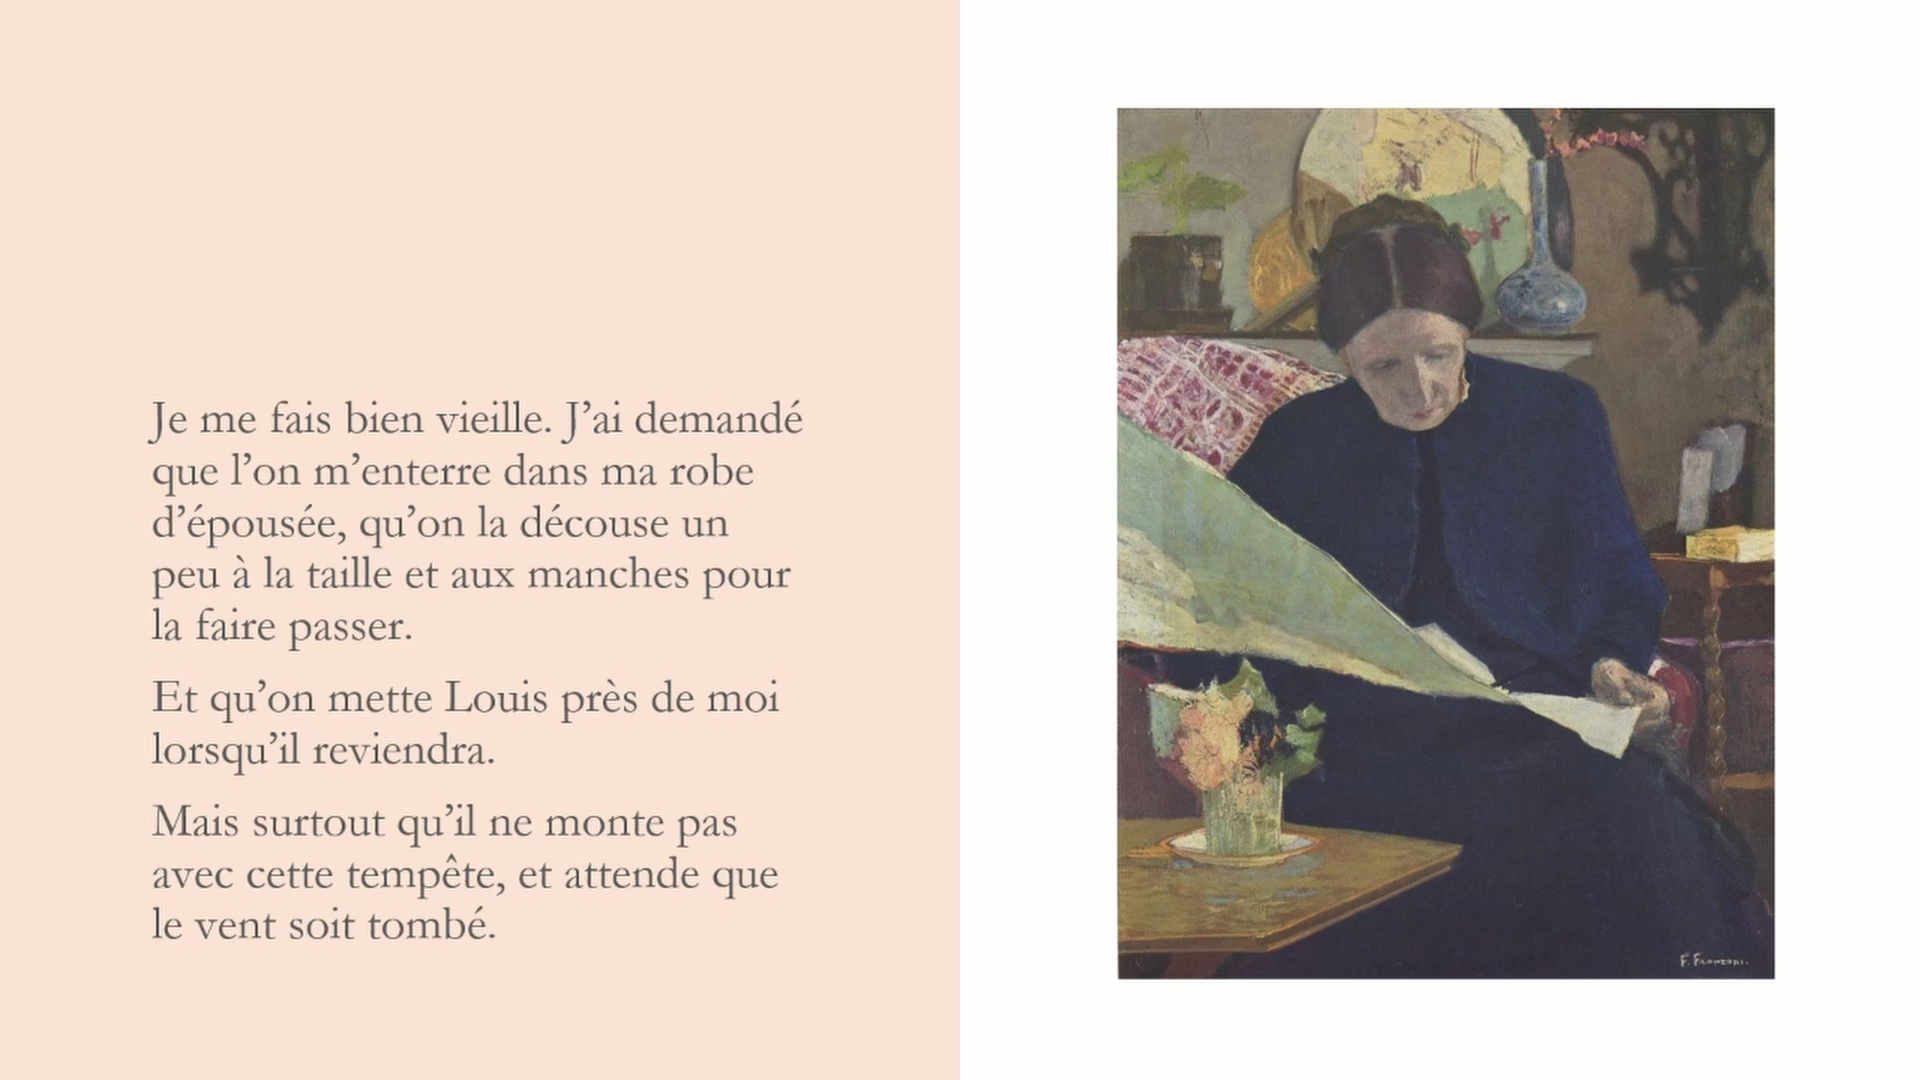 Je me fais bien vieille. J’ai demandé
que l’on m’enterre dans ma robe
d’épousée, qu’on la découse un
peu à la taille et aux manches pour
la faire passer.
Et qu’on mette Louis près de moi
lorsqu’il reviendra.
Mais surtout qu’il ne monte pas
avec cette tempête, et attende que
le vent soit tombé.
F. Franzoni.